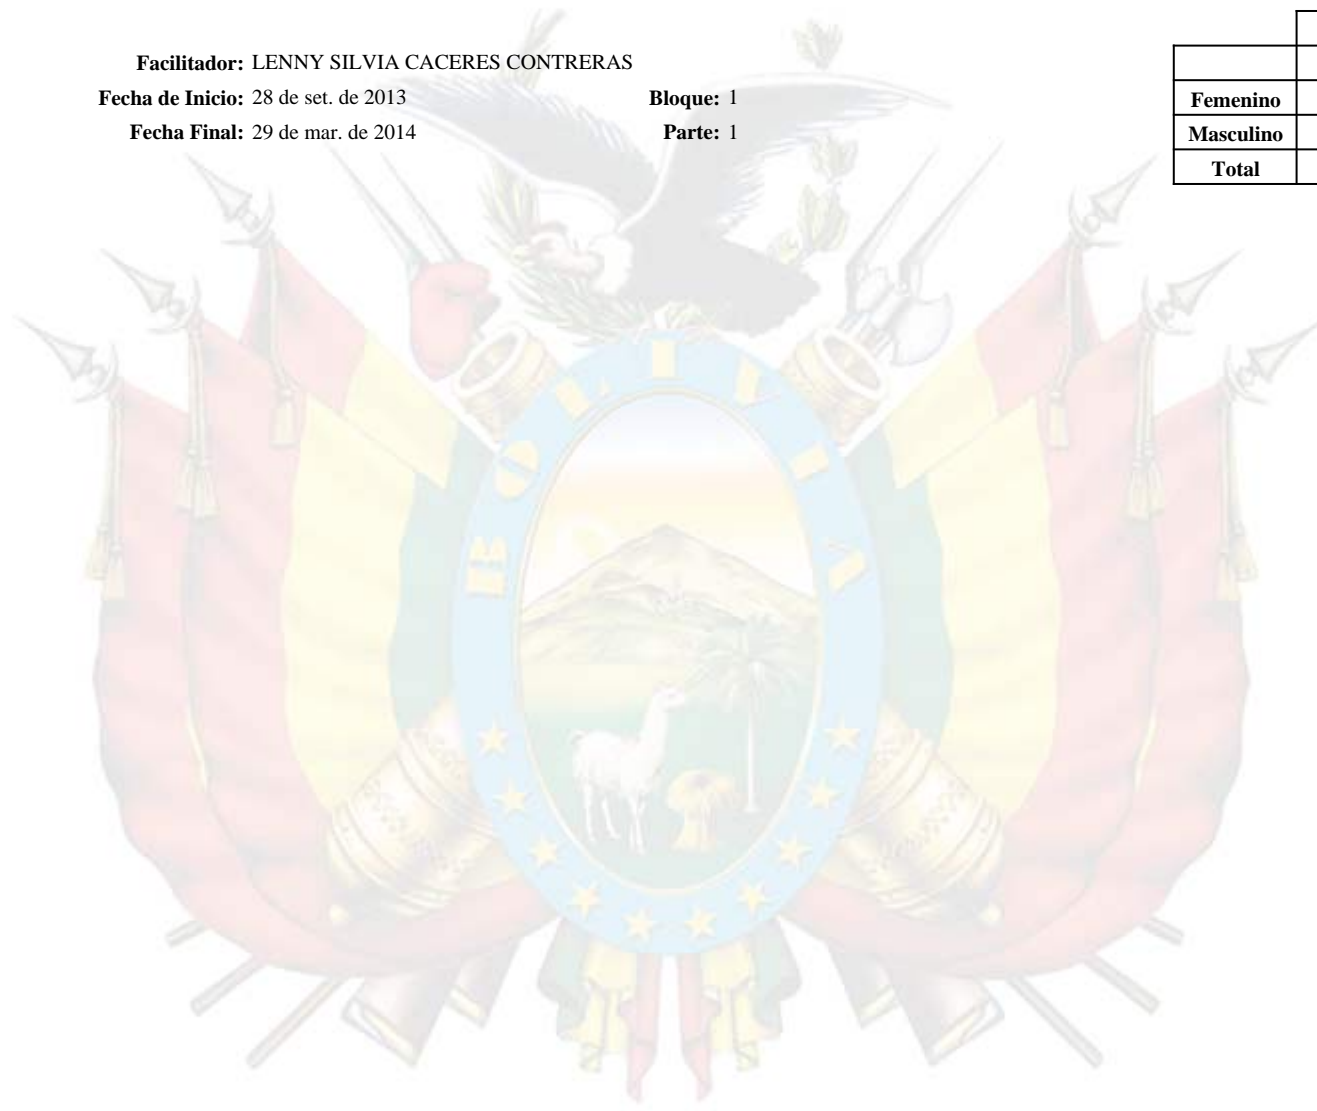 Facilitador: LENNY SILVIA CACERES CONTRERAS
Fecha de Inicio: 28 de set. de 2013 Bloque: 1
Fecha Final: 29 de mar. de 2014 Parte: 1
Femenino
Masculino
Total
BOLIVIA